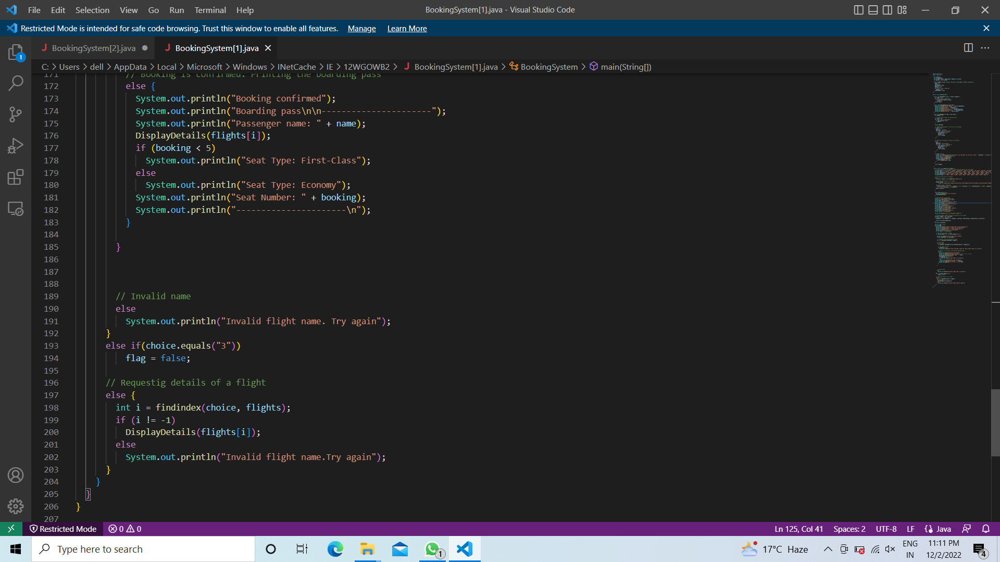 File Edit Selection View Go Run Terminal Help
BookingSystem[1].java - Visual Studio Code
Restricted Mode is intended for safe code browsing. Trust this window to enable all features. Manage Learn More
1
J BookingSystem[2].java
J BookingSystem[1].java
C: > Users > dell > AppData > Local > Microsoft > Windows > INetCache > IE > 12WGOWB2 > J BookingSystem[1].java > BookingSystem > main(String[])
171 // Booking is confirmed. Printing the boarding pass
172 else {
173 System.out.println("Booking confirmed");
174 System.out.println("Boarding pass\n\n----------------------");
175 System.out.println("Passenger name: " + name);
176 DisplayDetails(flights[i]);
177 if (booking < 5)
178 System.out.println("Seat Type: First-Class");
179 else
180 System.out.println("Seat Type: Economy");
181 System.out.println("Seat Number: " + booking);
182 System.out.println("----------------------\n");
183 }
184
185 }
186
187
188
189 // Invalid name
190 else
191 System.out.println("Invalid flight name. Try again");
192 }
193 else if(choice.equals("3"))
194 flag = false;
195
196 // Requestig details of a flight
197 else {
198 int i = findindex(choice, flights);
199 if (i != -1)
200 DisplayDetails(flights[i]);
201 else
202 System.out.println("Invalid flight name.Try again");
203 }
204 }
205 }
206 }
207
Restricted Mode 0 0
Ln 125, Col 41 Spaces: 2 UTF-8 LF Java
Type here to search
1
17°C Haze
ENG
IN
11:11 PM
12/2/2022
4